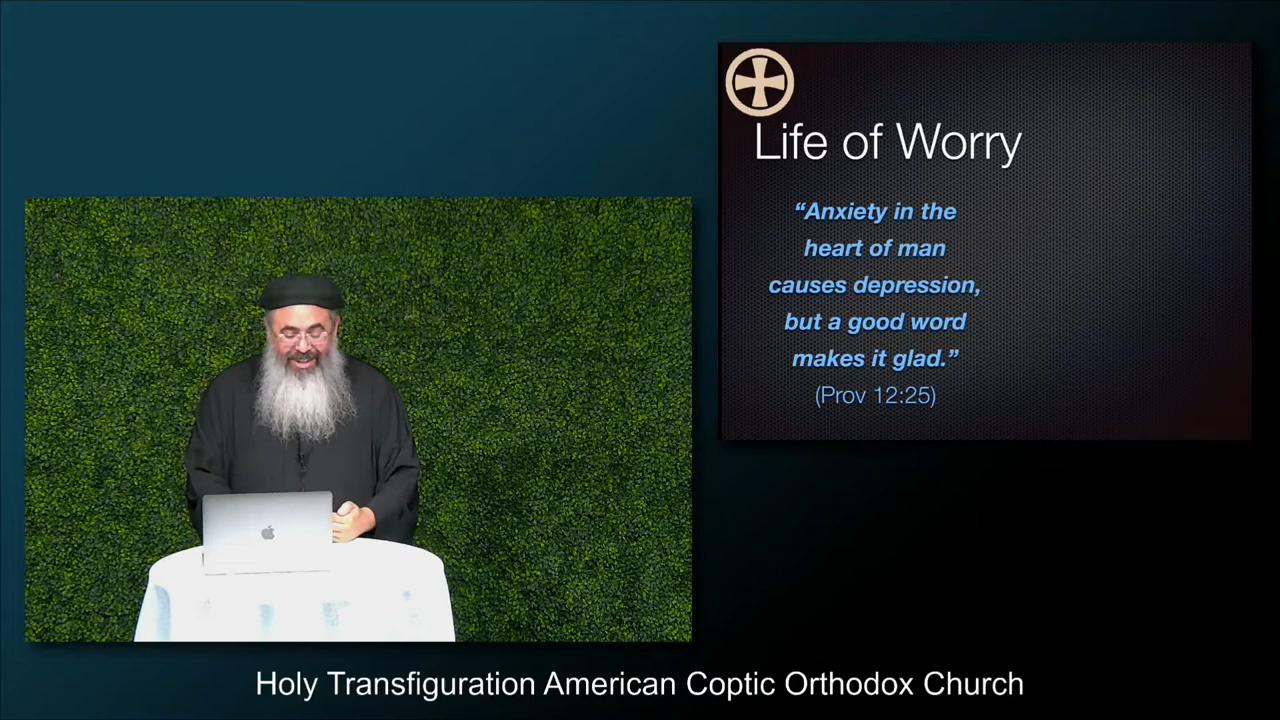 Life of Worry
“Anxiety in the
heart of man
causes depression,
but a good word
makes it glad.”
(Prov 12:25)
Holy Transfiguration American Coptic Orthodox Church